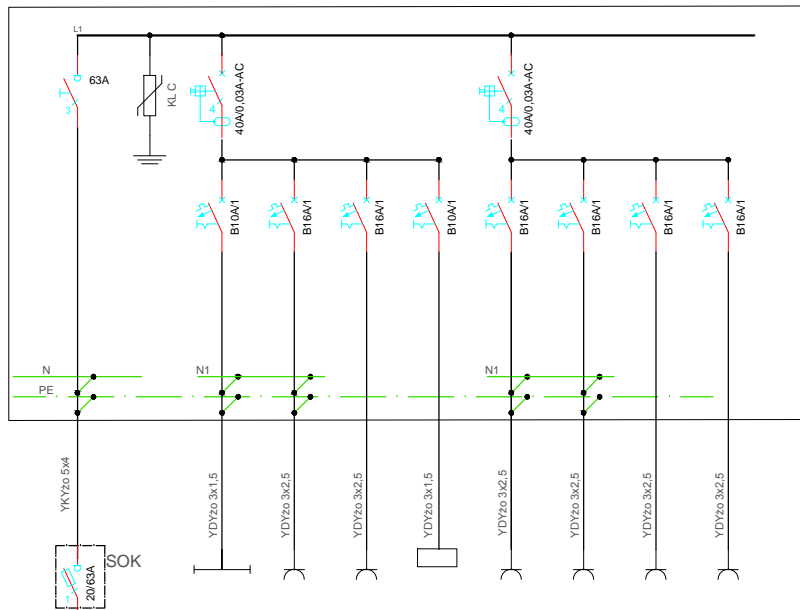 L1
63A
3
KL C
4
40A/0,03A-AC
4
40A/0,03A-AC
B10A/1
B16A/1
B16A/1
B10A/1
B16A/1
B16A/1
B16A/1
B16A/1
N
N1
N1
PE
YKYżo 5x4
YDYżo 3x1,5
YDYżo 3x2,5
YDYżo 3x2,5
YDYżo 3x1,5
YDYżo 3x2,5
YDYżo 3x2,5
YDYżo 3x2,5
YDYżo 3x2,5
SOK
20/63A
1